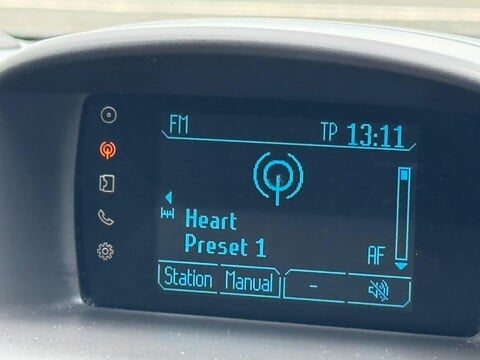 FM TP 13:11
Heart
Preset 1 AF
Station Manual -